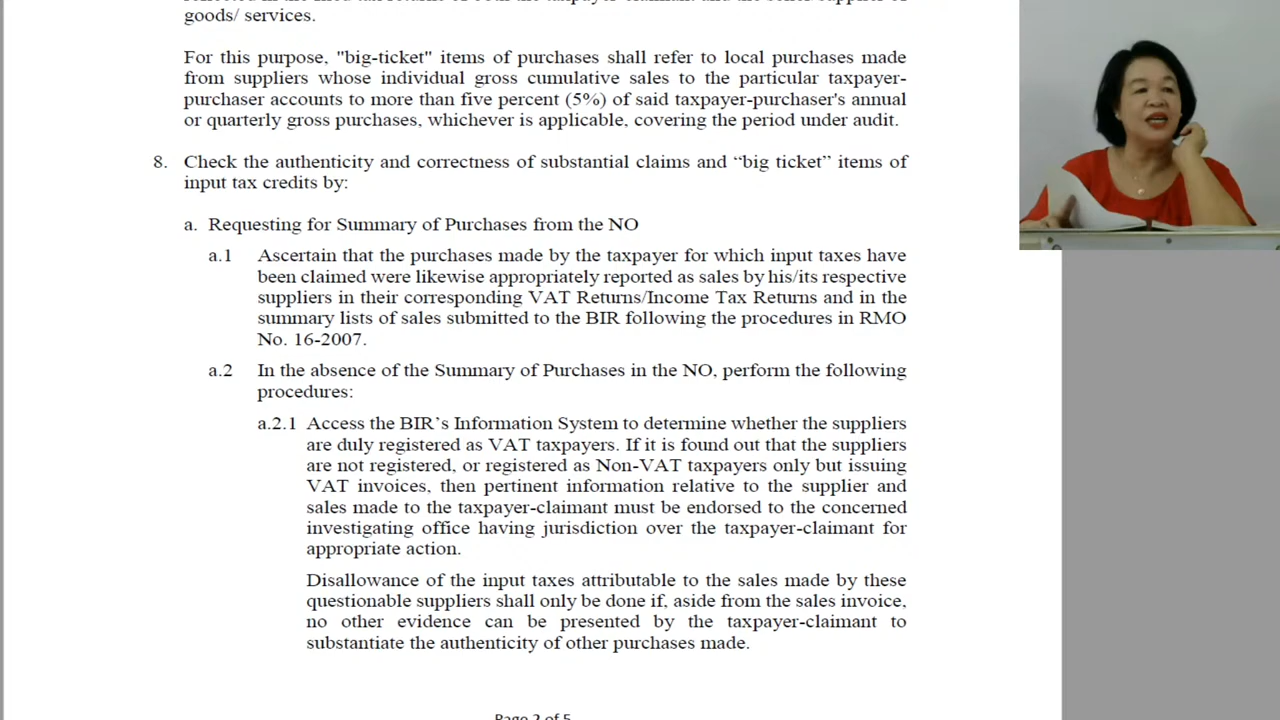 goods/ services.
For this purpose, "big-ticket" items of purchases shall refer to local purchases made
from suppliers whose individual gross cumulative sales to the particular taxpayer-
purchaser accounts to more than five percent (5%) of said taxpayer-purchaser's annual
or quarterly gross purchases, whichever is applicable, covering the period under audit.
8. Check the authenticity and correctness of substantial claims and “big ticket” items of
input tax credits by:
a. Requesting for Summary of Purchases from the NO
a.1 Ascertain that the purchases made by the taxpayer for which input taxes have
been claimed were likewise appropriately reported as sales by his/its respective
suppliers in their corresponding VAT Returns/Income Tax Returns and in the
summary lists of sales submitted to the BIR following the procedures in RMO
No. 16-2007.
a.2 In the absence of the Summary of Purchases in the NO, perform the following
procedures:
a.2.1 Access the BIR’s Information System to determine whether the suppliers
are duly registered as VAT taxpayers. If it is found out that the suppliers
are not registered, or registered as Non-VAT taxpayers only but issuing
VAT invoices, then pertinent information relative to the supplier and
sales made to the taxpayer-claimant must be endorsed to the concerned
investigating office having jurisdiction over the taxpayer-claimant for
appropriate action.
Disallowance of the input taxes attributable to the sales made by these
questionable suppliers shall only be done if, aside from the sales invoice,
no other evidence can be presented by the taxpayer-claimant to
substantiate the authenticity of other purchases made.
Page 2 of 5